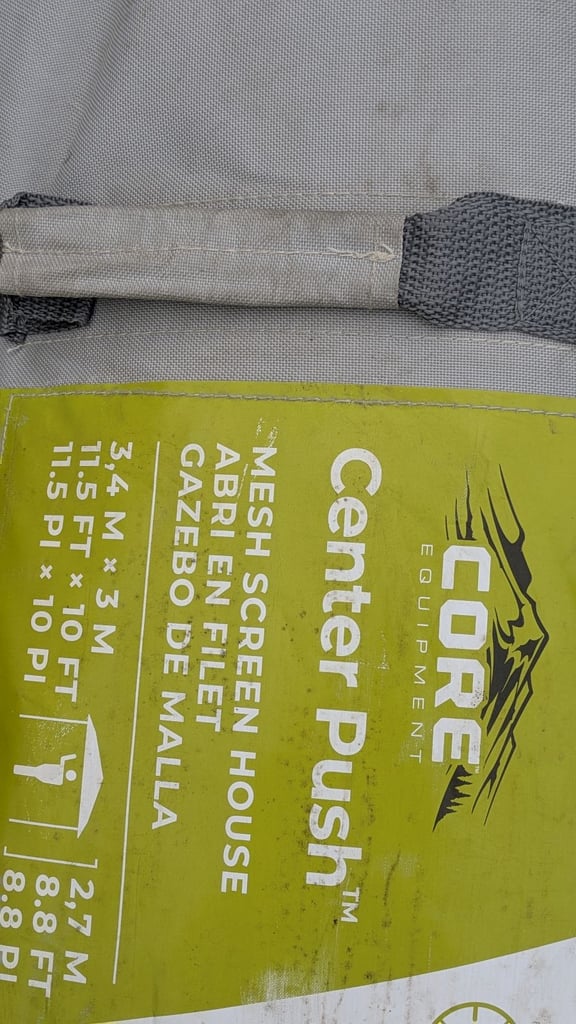 CORE
EQUIPMENT
Center Push™
MESH SCREEN HOUSE
ABRI EN FILET
GAZEBO DE MALLA
3,4 M × 3 M
11.5 FT × 10 FT
11.5 PI × 10 PI
2,7 M
8.8 FT
8.8 PI